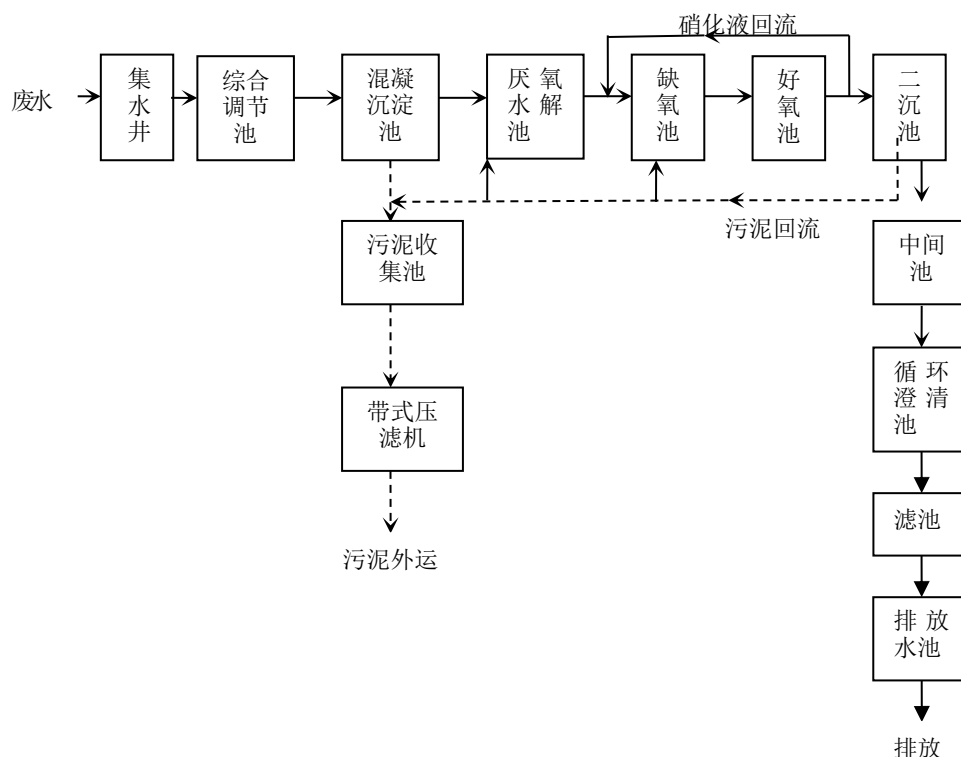 硝化液回流
废水
集
水
井
综合
调节
池
混凝
沉淀
池
厌 氧
水 解
池
缺
氧
池
好
氧
池
二
沉
池
污泥回流
污泥收
集池
中间
池
带式压
滤机
循 环
澄 清
池
滤池
污泥外运
排 放
水池
排放